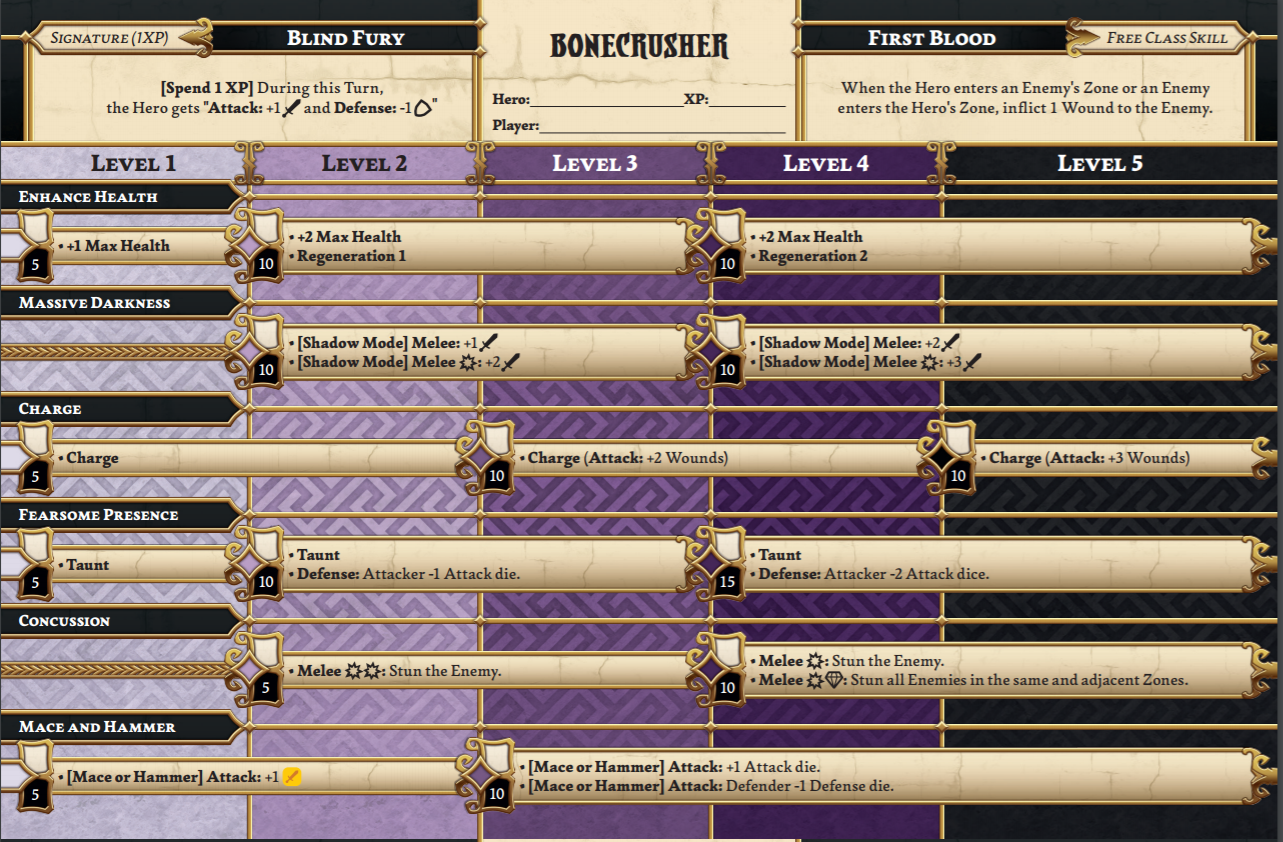 Signature (1XP)
Blind Fury
[Spend 1 XP] During this Turn,
the Hero gets "Attack: +1 and Defense: -1"
BONECRUSHER
Hero: XP:
Player:
First Blood
Free Class Skill
When the Hero enters an Enemy's Zone or an Enemy
enters the Hero's Zone, inflict 1 Wound to the Enemy.
Level 1
Level 2
Level 3
Level 4
Level 5
Enhance Health
5
• +1 Max Health
10
• +2 Max Health
• Regeneration 1
10
• +2 Max Health
• Regeneration 2
Massive Darkness
10
• [Shadow Mode] Melee: +1
• [Shadow Mode] Melee : +2
10
• [Shadow Mode] Melee: +2
• [Shadow Mode] Melee : +3
Charge
5
• Charge
10
• Charge (Attack: +2 Wounds)
10
• Charge (Attack: +3 Wounds)
Fearsome Presence
5
• Taunt
10
• Taunt
• Defense: Attacker -1 Attack die.
15
• Taunt
• Defense: Attacker -2 Attack dice.
Concussion
5
• Melee : Stun the Enemy.
10
• Melee : Stun the Enemy.
• Melee : Stun all Enemies in the same and adjacent Zones.
Mace and Hammer
5
• [Mace or Hammer] Attack: +1
10
• [Mace or Hammer] Attack: +1 Attack die.
• [Mace or Hammer] Attack: Defender -1 Defense die.